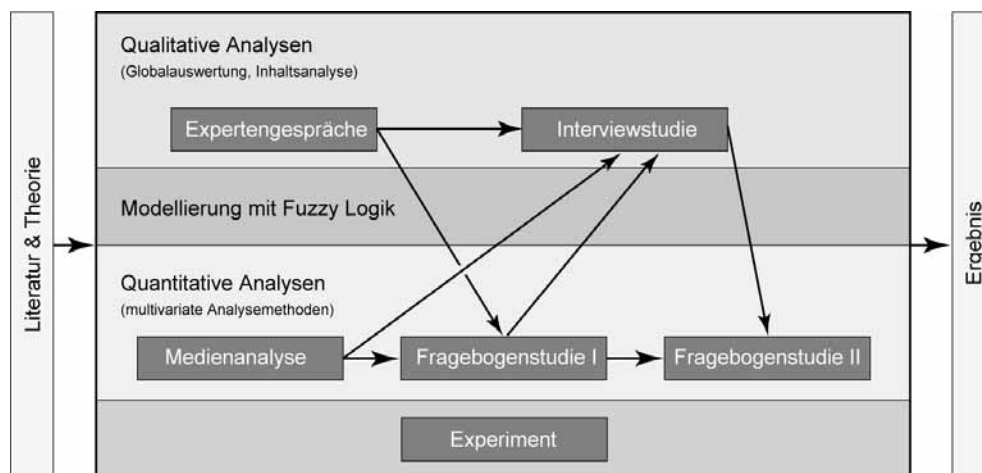 Literatur & Theorie
Qualitative Analysen
(Globalauswertung, Inhaltsanalyse)
Expertengespräche
Interviewstudie
Modellierung mit Fuzzy Logik
Quantitative Analysen
(multivariate Analysemethoden)
Medienanalyse
Fragebogenstudie I
Fragebogenstudie II
Experiment
Ergebnis